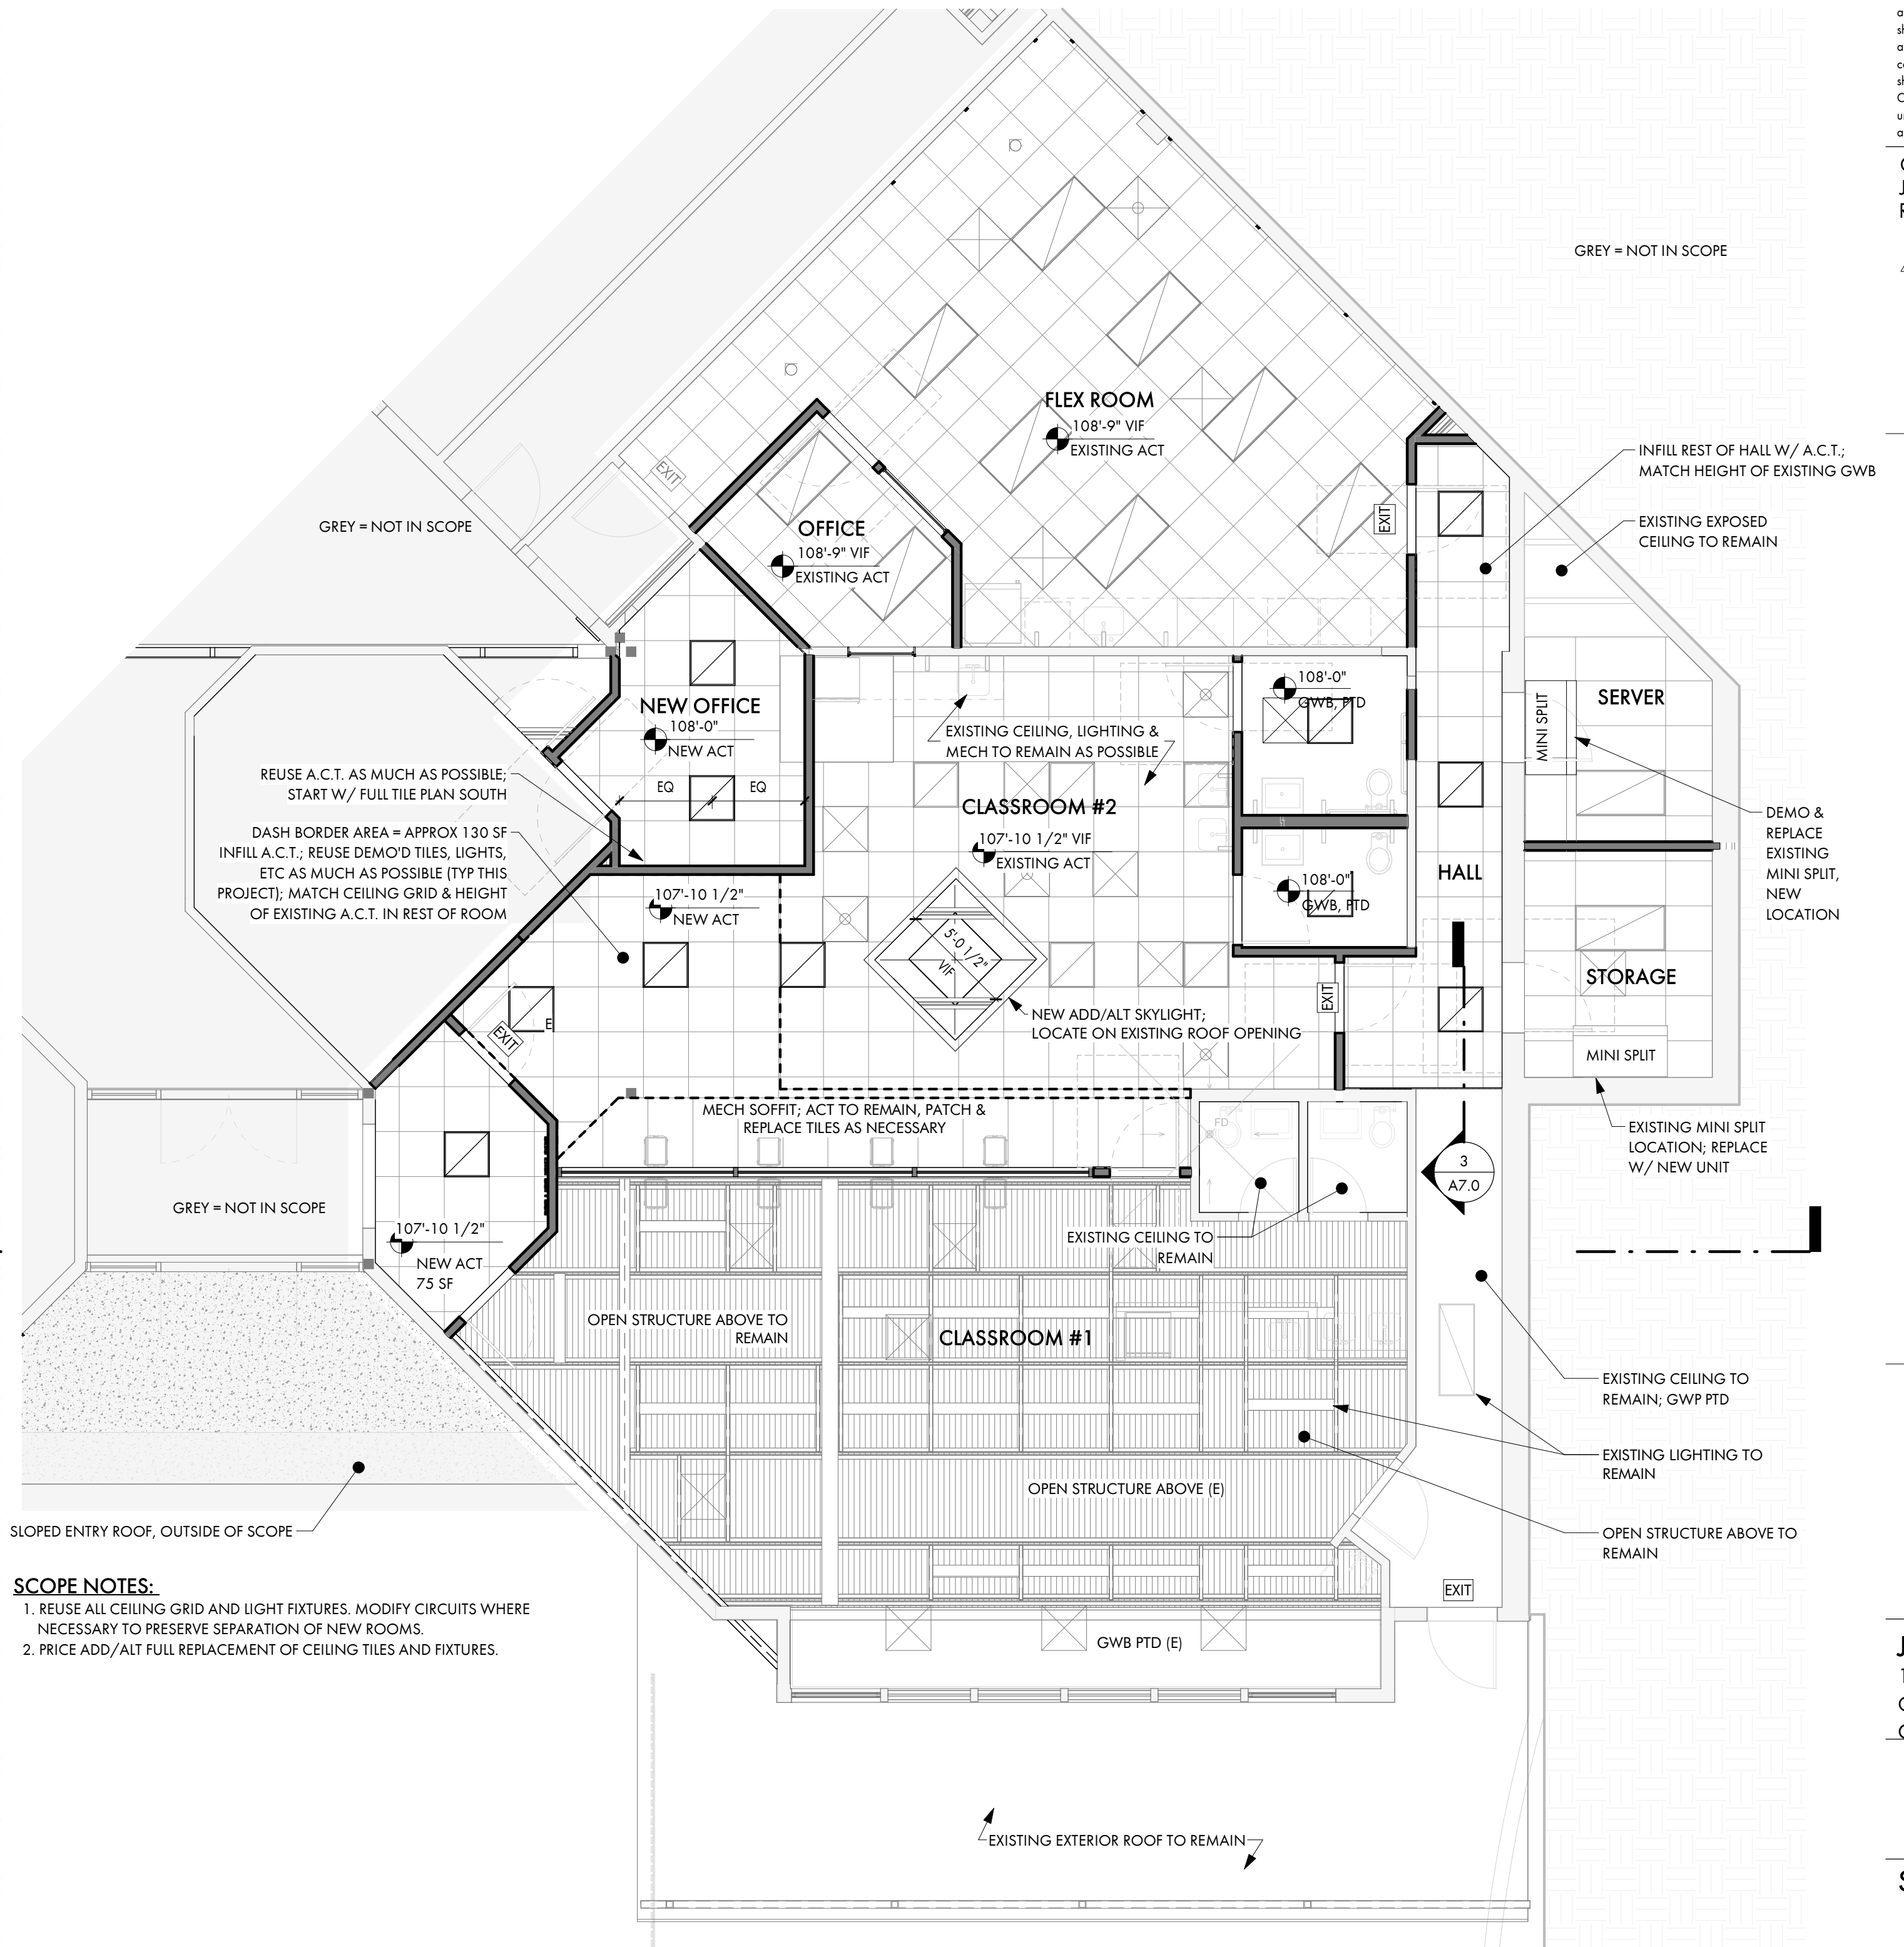 GREY = NOT IN SCOPE
FLEX ROOM
108'-9" VIF
EXISTING ACT
INFILL REST OF HALL W/ A.C.T.;
MATCH HEIGHT OF EXISTING GWB
EXISTING EXPOSED
CEILING TO REMAIN
EXIT
GREY = NOT IN SCOPE
OFFICE
108'-9" VIF
EXISTING ACT
EXIT
NEW OFFICE
108'-0"
NEW ACT
EQ
EQ
EXISTING CEILING, LIGHTING &
MECH TO REMAIN AS POSSIBLE
108'-0"
GWB, PTD
SERVER
MINI SPLIT
REUSE A.C.T. AS MUCH AS POSSIBLE;
START W/ FULL TILE PLAN SOUTH
DASH BORDER AREA = APPROX 130 SF
INFILL A.C.T.; REUSE DEMO'D TILES, LIGHTS,
ETC AS MUCH AS POSSIBLE (TYP THIS
PROJECT); MATCH CEILING GRID & HEIGHT
OF EXISTING A.C.T. IN REST OF ROOM
CLASSROOM #2
107'-10 1/2" VIF
EXISTING ACT
DEMO &
REPLACE
EXISTING
MINI SPLIT,
NEW
LOCATION
108'-0"
GWB, PTD
HALL
107'-10 1/2"
NEW ACT
5'-0 1/2"
VIF
STORAGE
EXIT
E
EXIT
NEW ADD/ALT SKYLIGHT;
LOCATE ON EXISTING ROOF OPENING
MINI SPLIT
MECH SOFFIT; ACT TO REMAIN, PATCH &
REPLACE TILES AS NECESSARY
FD
EXISTING MINI SPLIT
LOCATION; REPLACE
W/ NEW UNIT
3
A7.0
GREY = NOT IN SCOPE
107'-10 1/2"
NEW ACT
75 SF
EXISTING CEILING TO
REMAIN
OPEN STRUCTURE ABOVE TO
REMAIN
CLASSROOM #1
EXISTING CEILING TO
REMAIN; GWP PTD
EXISTING LIGHTING TO
REMAIN
OPEN STRUCTURE ABOVE (E)
OPEN STRUCTURE ABOVE TO
REMAIN
SLOPED ENTRY ROOF, OUTSIDE OF SCOPE
EXIT
SCOPE NOTES:
1. REUSE ALL CEILING GRID AND LIGHT FIXTURES. MODIFY CIRCUITS WHERE
NECESSARY TO PRESERVE SEPARATION OF NEW ROOMS.
2. PRICE ADD/ALT FULL REPLACEMENT OF CEILING TILES AND FIXTURES.
GWB PTD (E)
EXISTING EXTERIOR ROOF TO REMAIN